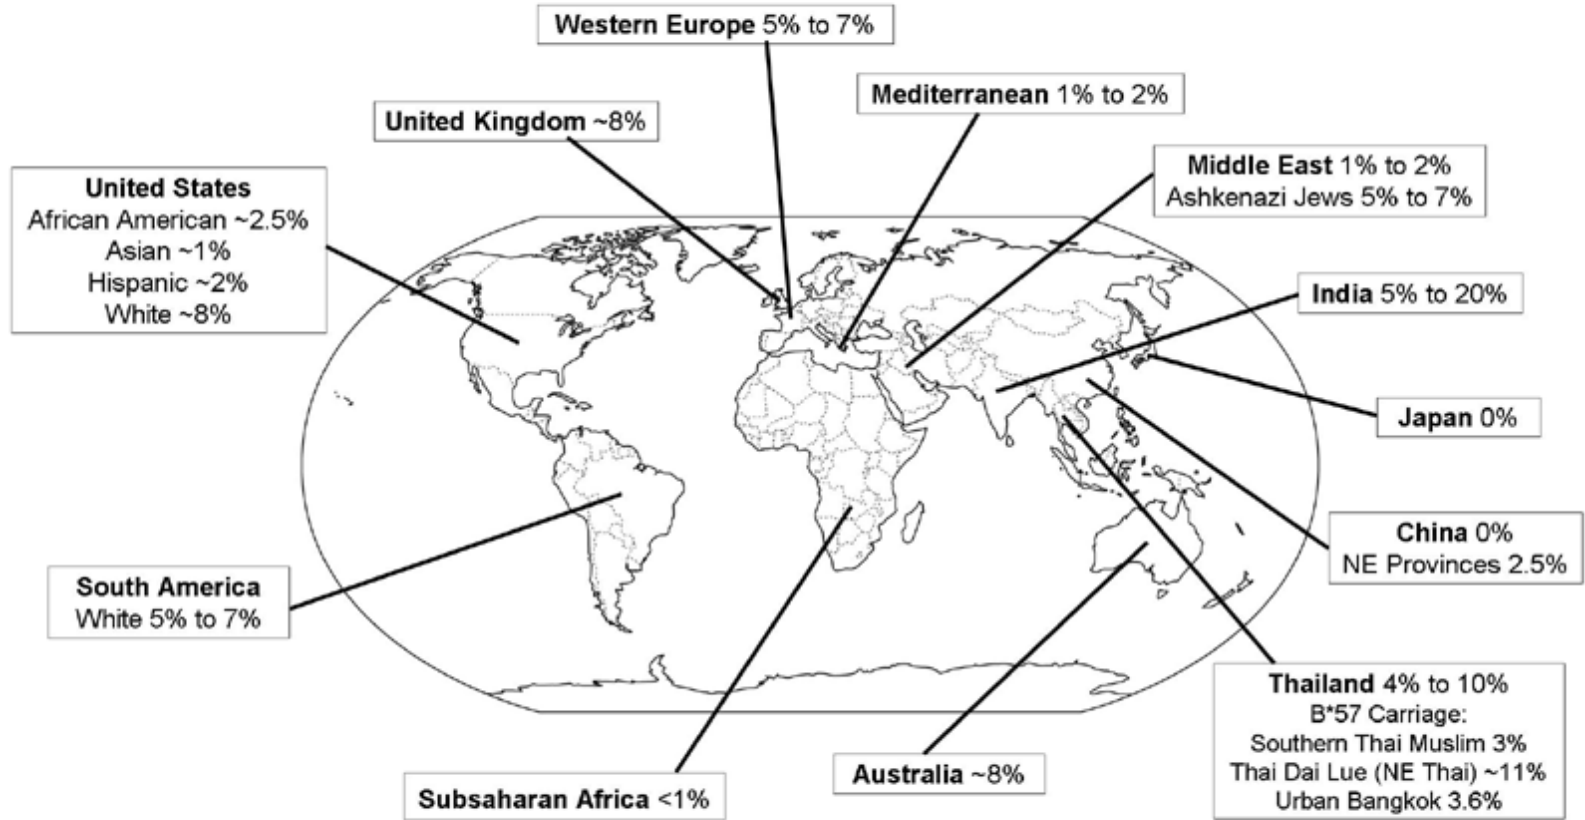 Western Europe 5% to 7%
Mediterranean 1% to 2%
United Kingdom ~8%
Middle East 1% to 2%
Ashkenazi Jews 5% to 7%
United States
African American ~2.5%
Asian ~1%
Hispanic ~2%
White ~8%
India 5% to 20%
Japan 0%
China 0%
NE Provinces 2.5%
South America
White 5% to 7%
Thailand 4% to 10%
B*57 Carriage:
Southern Thai Muslim 3%
Thai Dai Lue (NE Thai) ~11%
Urban Bangkok 3.6%
Australia ~8%
Subsaharan Africa <1%